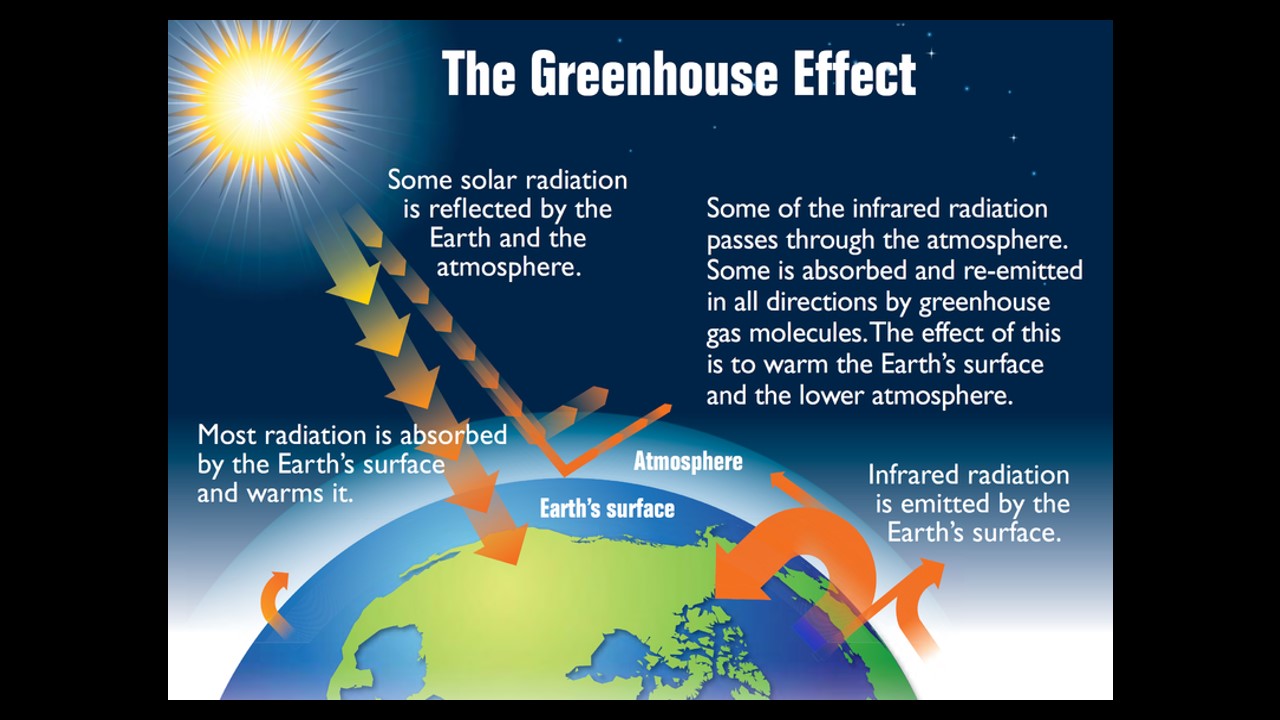 The Greenhouse Effect
Some solar radiation
is reflected by the
Earth and the
atmosphere.
Some of the infrared radiation
passes through the atmosphere.
Some is absorbed and re-emitted
in all directions by greenhouse
gas molecules. The effect of this
is to warm the Earth's surface
and the lower atmosphere.
Most radiation is absorbed
by the Earth's surface
and warms it.
Atmosphere
Earth's surface
Infrared radiation
is emitted by the
Earth's surface.